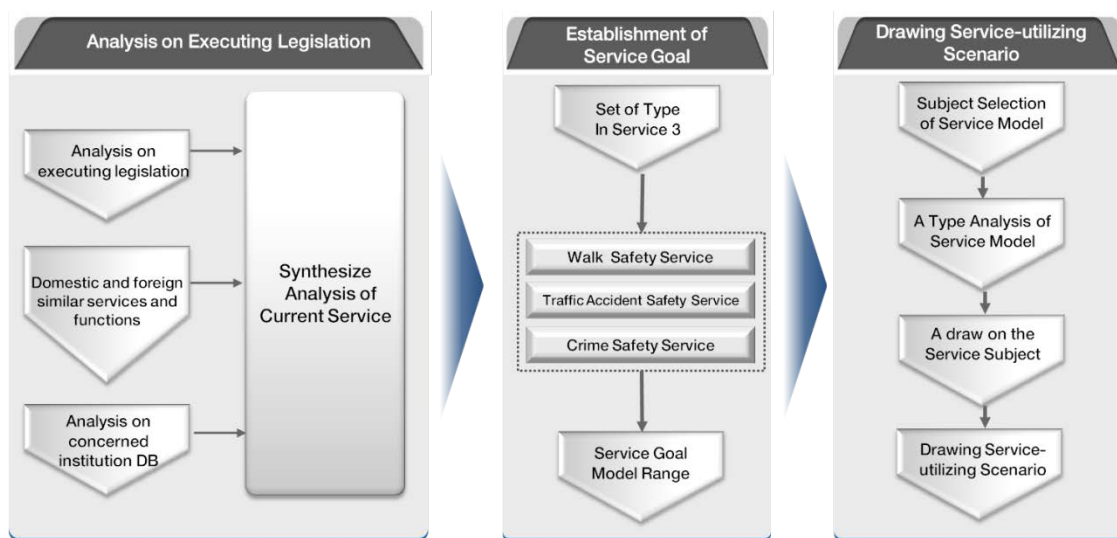 Analysis on Executing Legislation
Analysis on
executing legislation
Domestic and foreign
similar services and
functions
Analysis on
concerned
institution DB
Synthesize
Analysis of
Current Service
Establishment of
Service Goal
Set of Type
In Service 3
Walk Safety Service
Traffic Accident Safety Service
Crime Safety Service
Service Goal
Model Range
Drawing Service-utilizing
Scenario
Subject Selection
of Service Model
A Type Analysis of
Service Model
A draw on the
Service Subject
Drawing Service-
utilizing Scenario